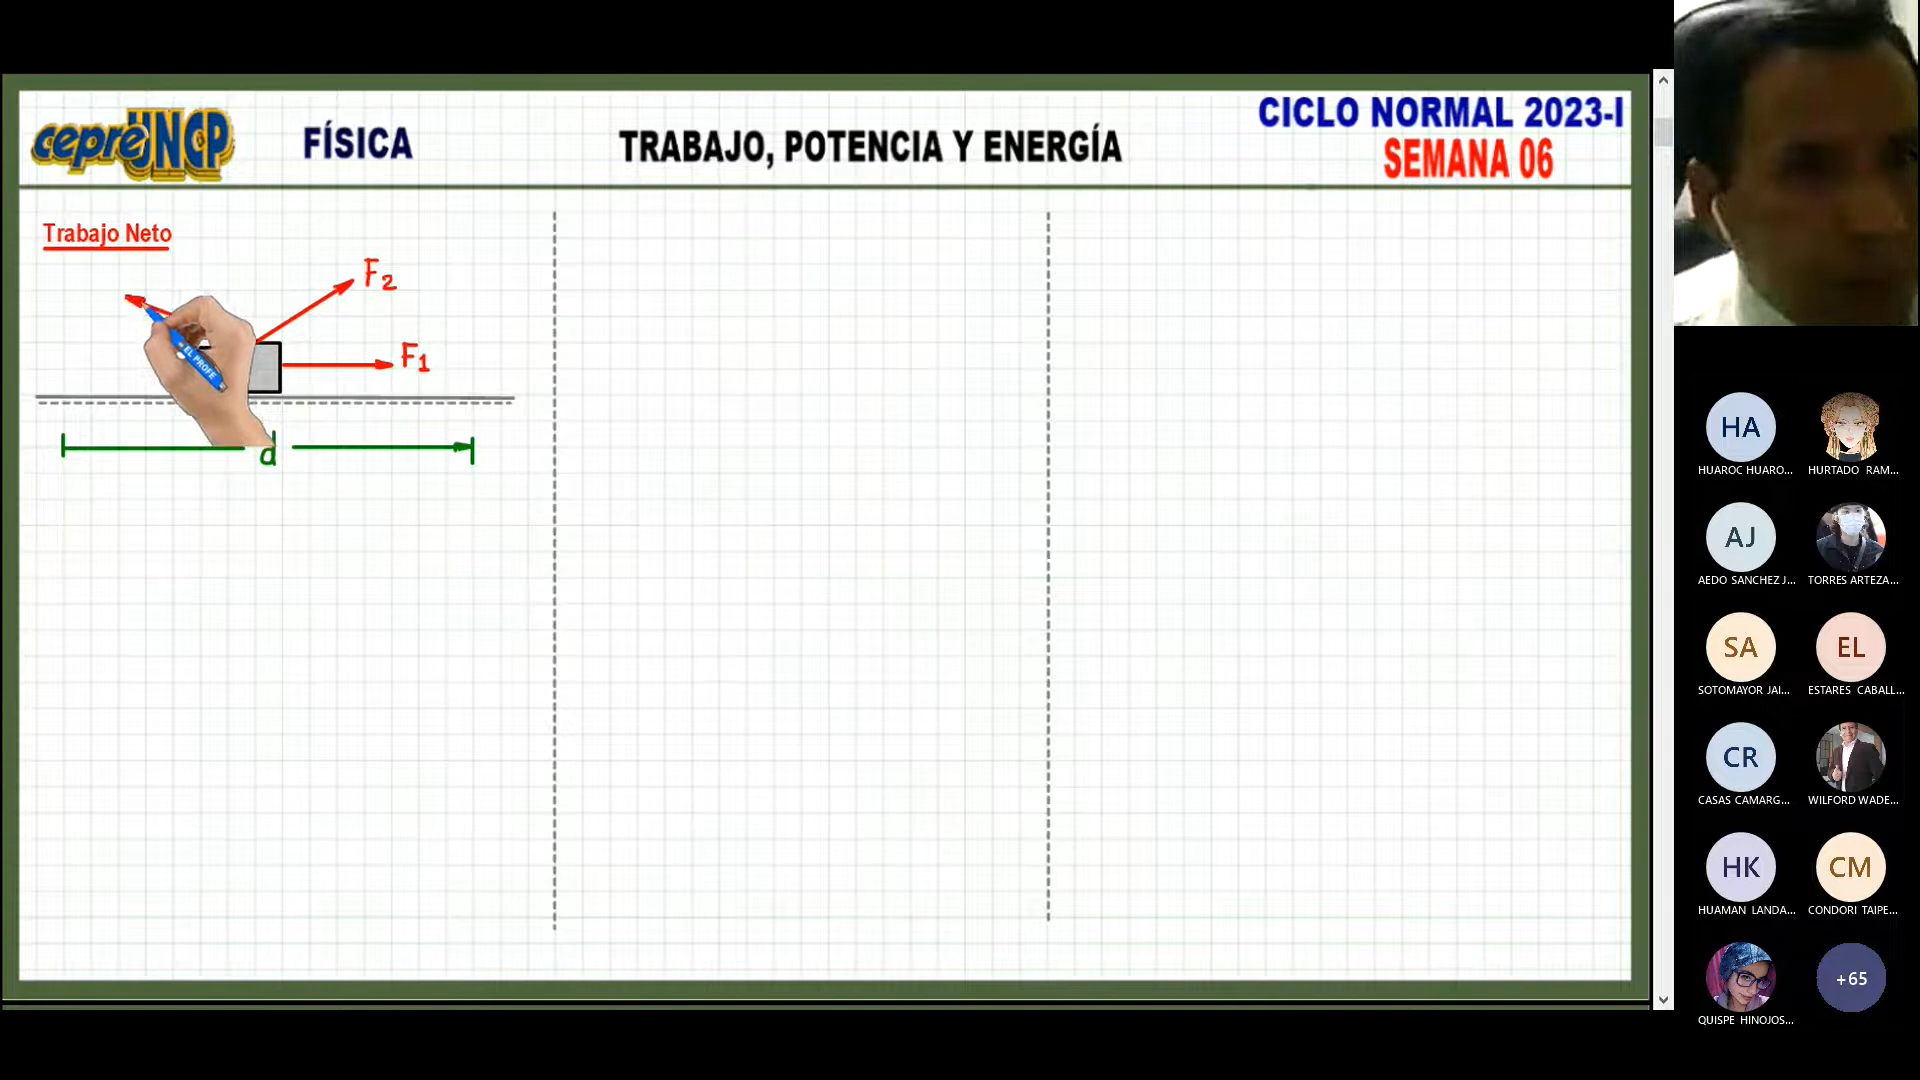 cepreUNCP
FÍSICA
TRABAJO, POTENCIA Y ENERGÍA
CICLO NORMAL 2023-I
SEMANA 06
Trabajo Neto
F2
F1
EL PROFE
d
HA
HUAROC HUARO...
HURTADO RAM...
AJ
AEDO SANCHEZ J...
TORRES ARTEZA...
SA
SOTOMAYOR JAI...
EL
ESTARES CABALL...
CR
CASAS CAMARG...
WILFORD WADE...
HK
HUAMAN LANDA...
CM
CONDORI TAIPE...
QUISPE HINOJOS...
+65